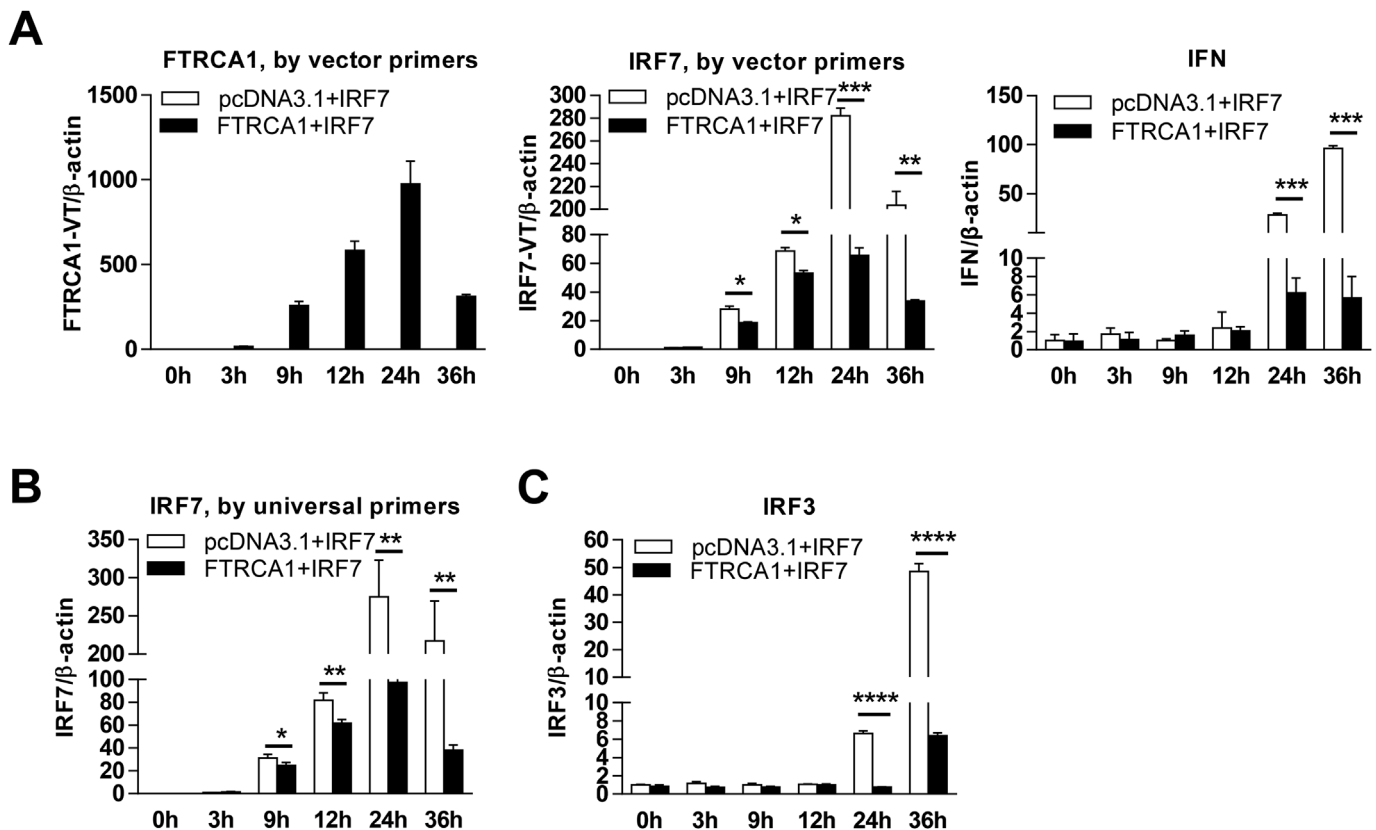 A
FTRCA1, by vector primers
pcDNA3.1+IRF7
FTRCA1+IRF7
FTRCA1-VT/β-actin
1500
1000
500
0
0h 3h 9h 12h 24h 36h
IRF7, by vector primers
pcDNA3.1+IRF7
FTRCA1+IRF7
IRF7-VT/β-actin
300
280
260
240
220
200
80
60
40
20
0
*
*
***
**
0h 3h 9h 12h 24h 36h
IFN
pcDNA3.1+IRF7
FTRCA1+IRF7
IFN/β-actin
150
100
50
10
8
6
4
2
0
***
***
0h 3h 9h 12h 24h 36h
B
IRF7, by universal primers
pcDNA3.1+IRF7
FTRCA1+IRF7
IRF7/β-actin
350
300
250
200
100
80
60
40
20
0
*
**
**
**
0h 3h 9h 12h 24h 36h
C
IRF3
pcDNA3.1+IRF7
FTRCA1+IRF7
IRF3/β-actin
60
50
40
30
20
10
10
8
6
4
2
0
****
****
0h 3h 9h 12h 24h 36h